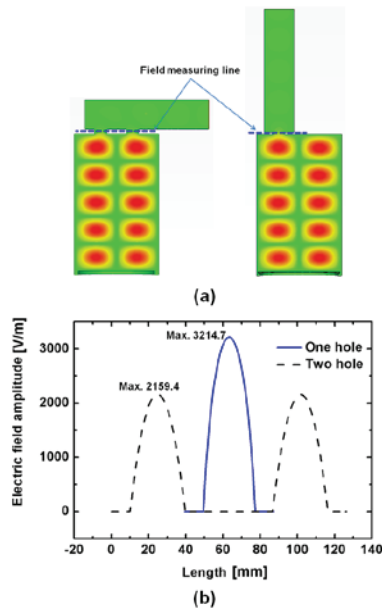 Field measuring line
(a)
Electric field amplitude [V/m]
3000
2000
1000
0
Max. 3214.7
Max. 2159.4
One hole
Two hole
-20 0 20 40 60 80 100 120 140
Length [mm]
(b)